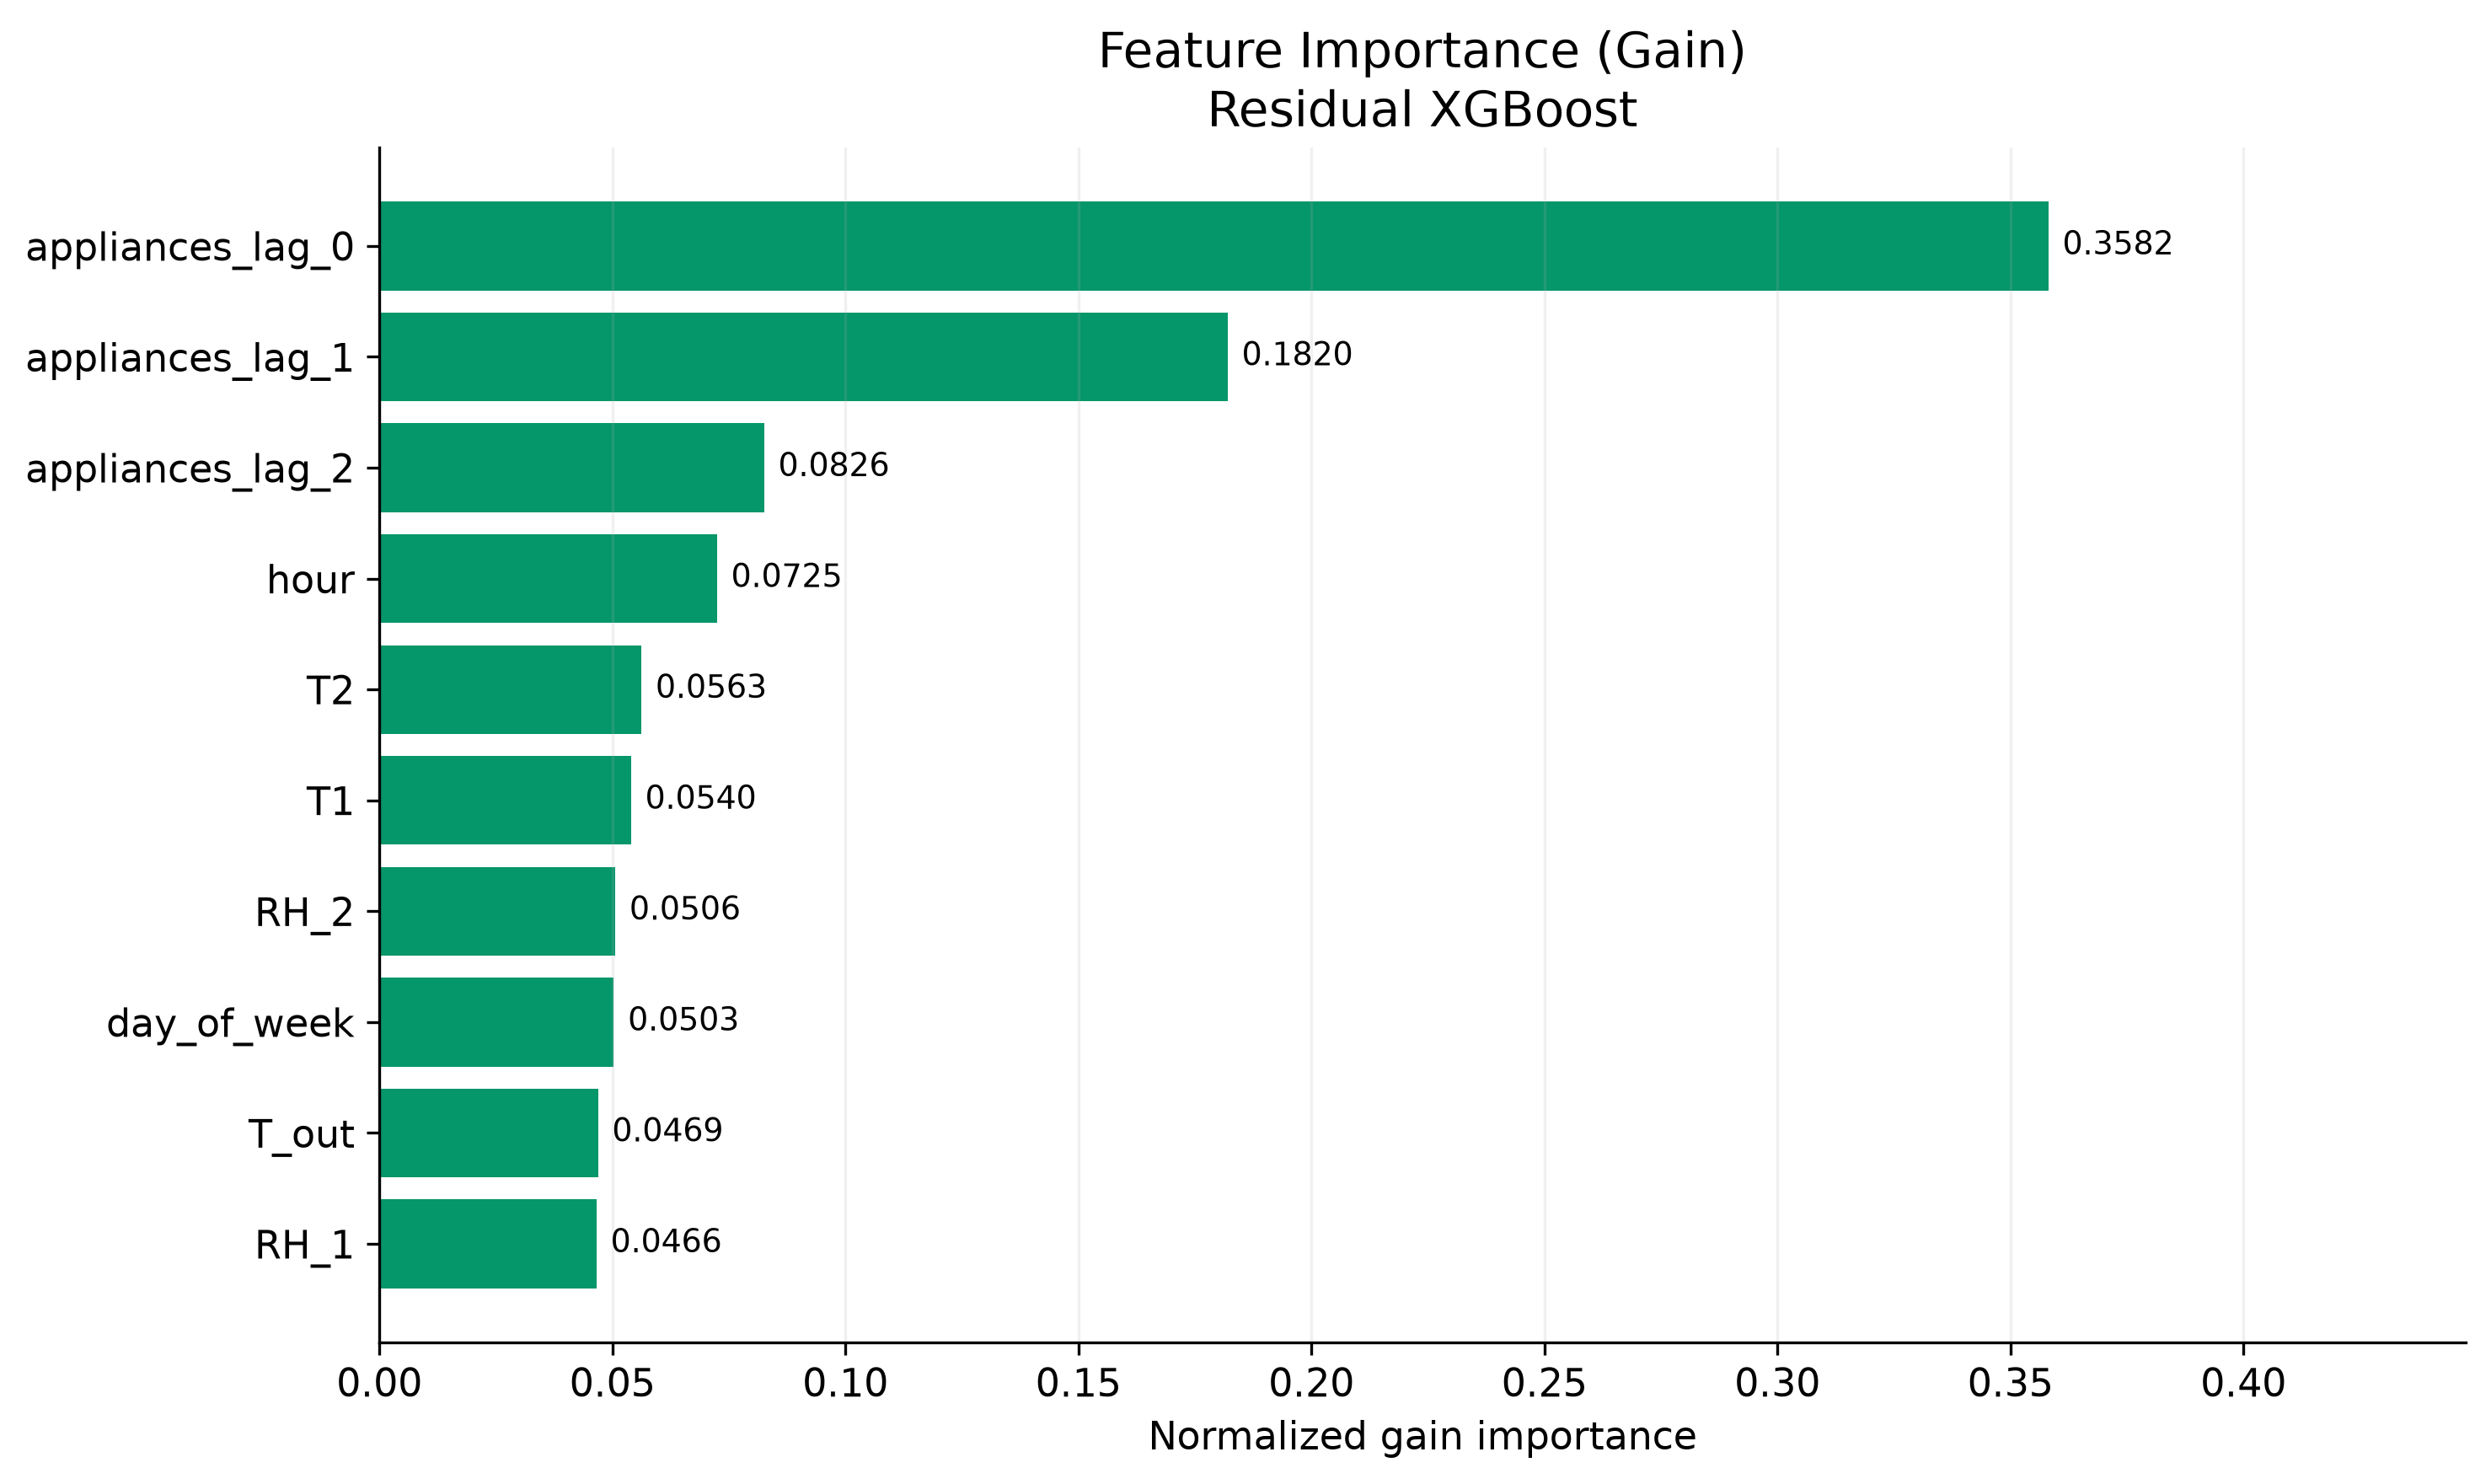 Feature Importance (Gain)
Residual XGBoost
appliances_lag_0 0.3582
appliances_lag_1 0.1820
appliances_lag_2 0.0826
hour 0.0725
T2 0.0563
T1 0.0540
RH_2 0.0506
day_of_week 0.0503
T_out 0.0469
RH_1 0.0466
0.00 0.05 0.10 0.15 0.20 0.25 0.30 0.35 0.40
Normalized gain importance